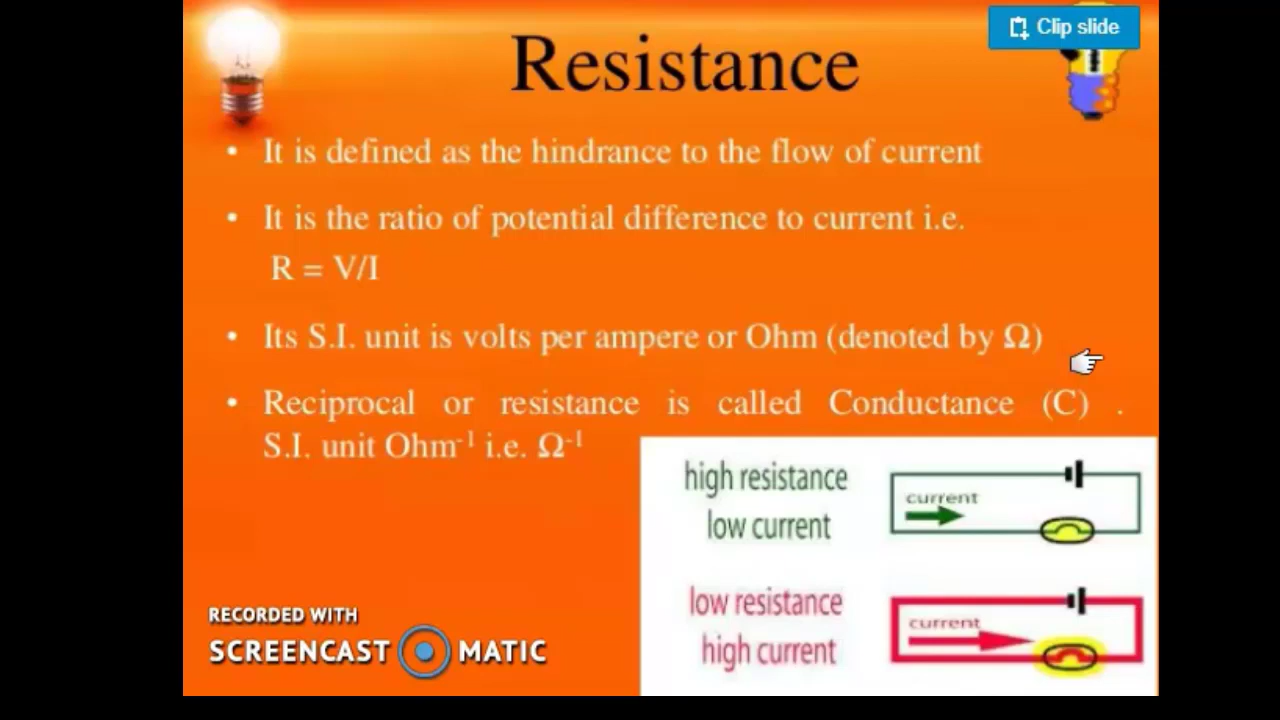 Clip slide
Resistance
• It is defined as the hindrance to the flow of current
• It is the ratio of potential difference to current i.e.
R = V/I
• Its S.I. unit is volts per ampere or Ohm (denoted by Ω)
• Reciprocal or resistance is called Conductance (C) .
S.I. unit Ohm⁻¹ i.e. Ω⁻¹
high resistance
low current
current
low resistance
high current
current
RECORDED WITH
SCREENCAST MATIC